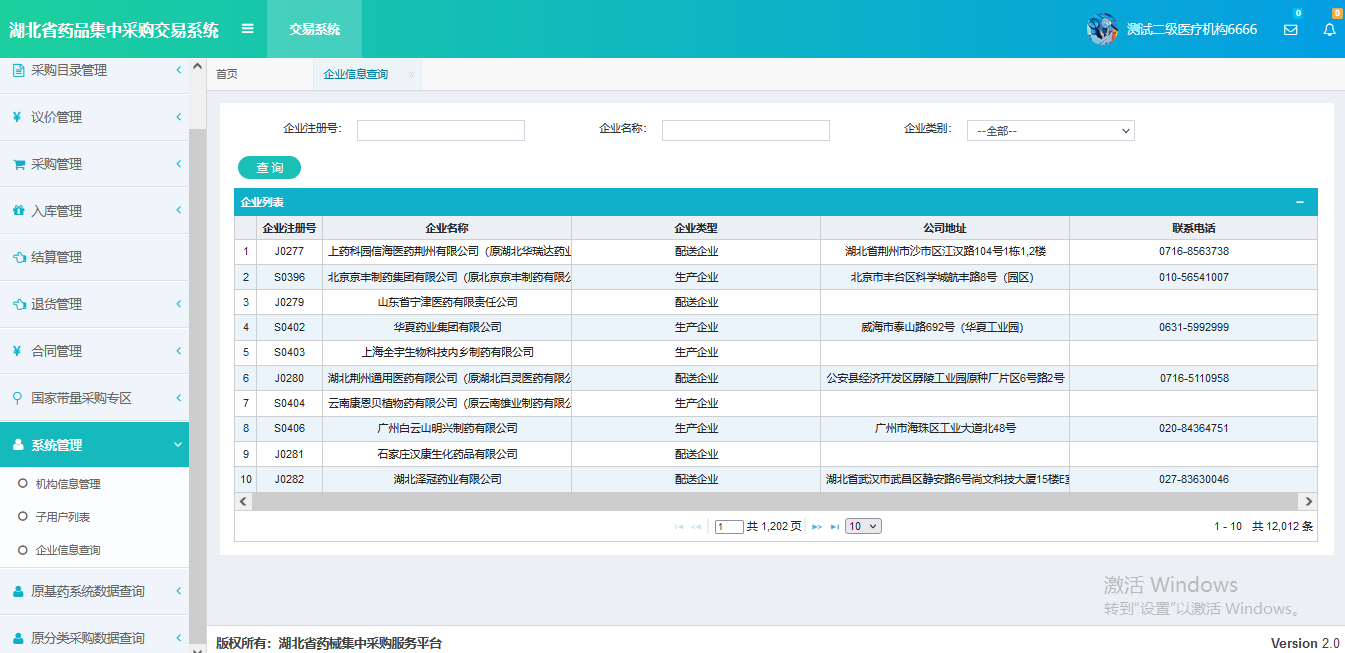 湖北省药品集中采购交易系统
交易系统
测试二级医疗机构6666
0
0
采购目录管理
议价管理
采购管理
入库管理
结算管理
退货管理
合同管理
国家带量采购专区
系统管理
机构信息管理
子用户列表
企业信息查询
原基药系统数据查询
原分类采购数据查询
首页 企业信息查询
企业注册号: 企业名称: 企业类别: --全部--
查 询
企业列表
企业注册号 企业名称 企业类型 公司地址 联系电话
1 J0277 上药科园信海医药荆州有限公司（原湖北华瑞达药业 配送企业 湖北省荆州市沙市区江汉路104号1栋1,2楼 0716-8563738
2 S0396 北京京丰制药集团有限公司（原北京京丰制药有限公 生产企业 北京市丰台区科学城航丰路8号（园区） 010-56541007
3 J0279 山东省宁津医药有限责任公司 配送企业
4 S0402 华夏药业集团有限公司 生产企业 威海市泰山路692号（华夏工业园） 0631-5992999
5 S0403 上海全宇生物科技内乡制药有限公司 生产企业
6 J0280 湖北荆州通用医药有限公司（原湖北百灵医药有限公 配送企业 公安县经济开发区孱陵工业园原种厂片区6号路2号 0716-5110958
7 S0404 云南康恩贝植物药有限公司（原云南雄业制药有限公 生产企业
8 S0406 广州白云山明兴制药有限公司 生产企业 广州市海珠区工业大道北48号 020-84364751
9 J0281 石家庄汉康生化药品有限公司 配送企业
10 J0282 湖北泽冠药业有限公司 配送企业 湖北省武汉市武昌区静安路6号尚文科技大厦15楼E室 027-83630046
1 共 1,202 页 10 1 - 10 共 12,012 条
激活 Windows
转到"设置"以激活 Windows。
版权所有：湖北省药械集中采购服务平台 Version 2.0